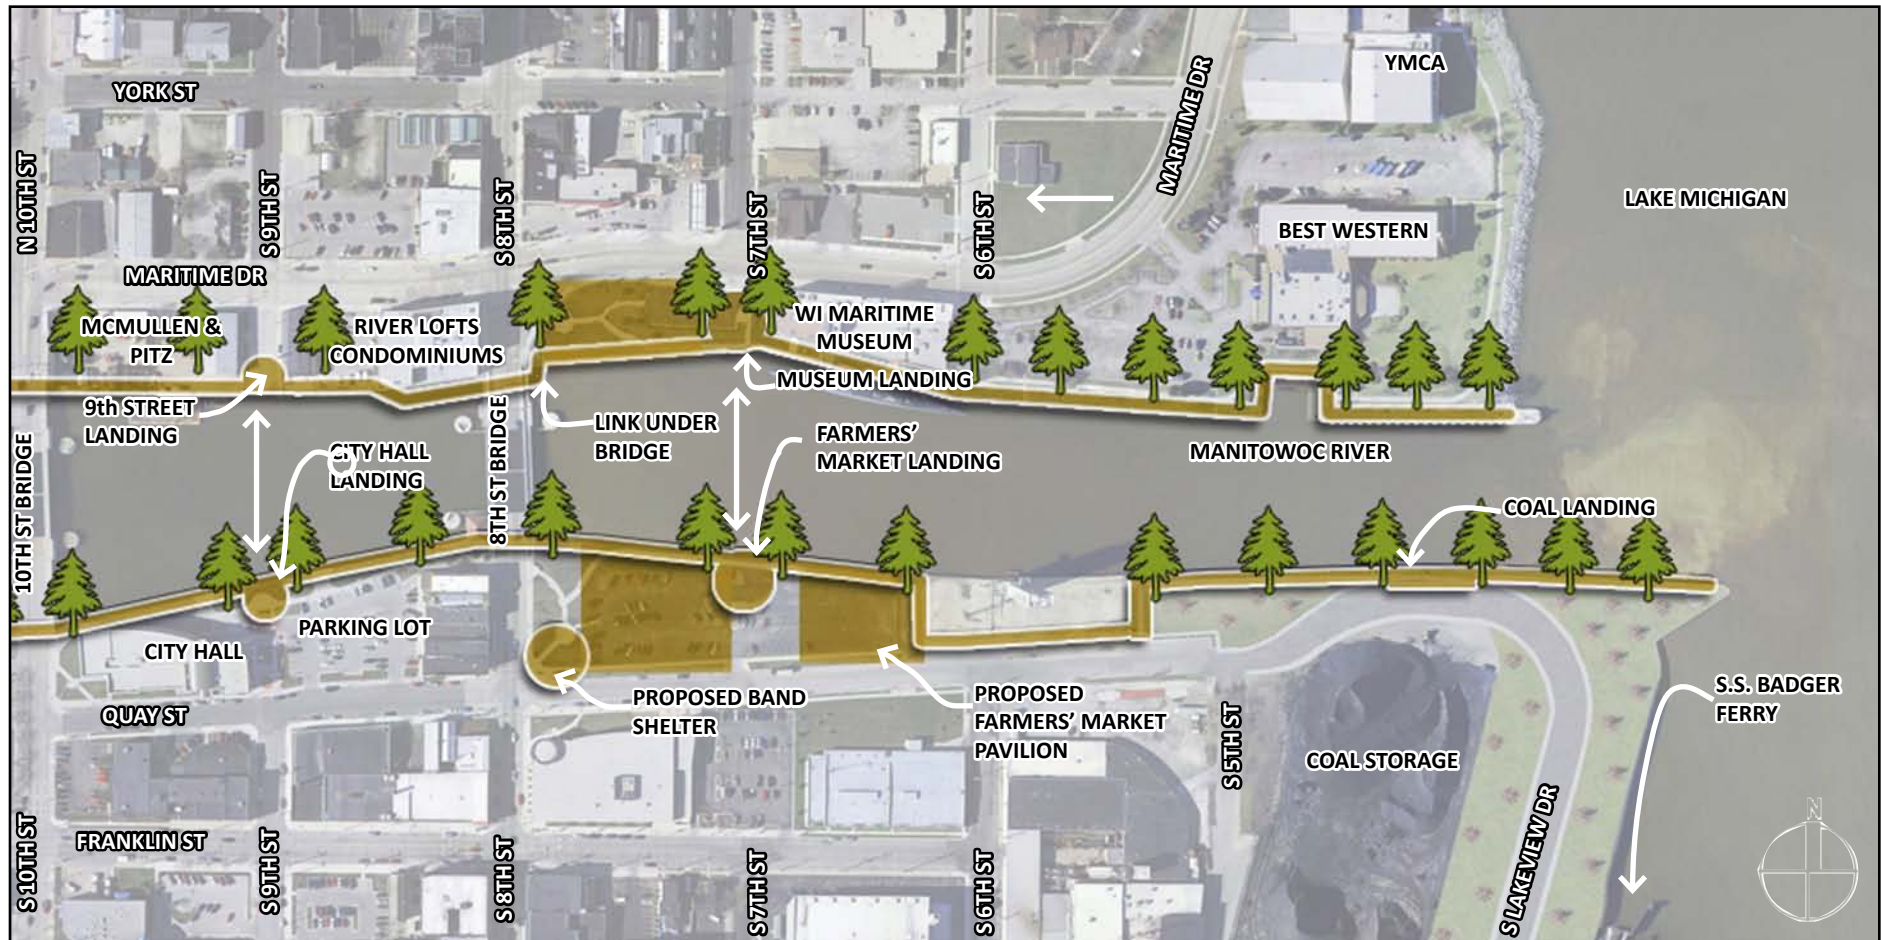 YMCA
YORK ST
MARITIME DR
N 10TH ST
S 9TH ST
S 8TH ST
S 7TH ST
S 6TH ST
LAKE MICHIGAN
BEST WESTERN
MARITIME DR
MCMULLEN &
PITZ
RIVER LOFTS
CONDOMINIUMS
WI MARITIME
MUSEUM
MUSEUM LANDING
9th STREET
LANDING
LINK UNDER
BRIDGE
FARMERS'
MARKET LANDING
MANITOWOC RIVER
CITY HALL
LANDING
10TH ST BRIDGE
8TH ST BRIDGE
COAL LANDING
PARKING LOT
CITY HALL
QUAY ST
PROPOSED BAND
SHELTER
PROPOSED
FARMERS' MARKET
PAVILION
S.S. BADGER
FERRY
S 5TH ST
COAL STORAGE
FRANKLIN ST
S 10TH ST
S 9TH ST
S 8TH ST
S 7TH ST
S 6TH ST
S LAKEVIEW DR
N